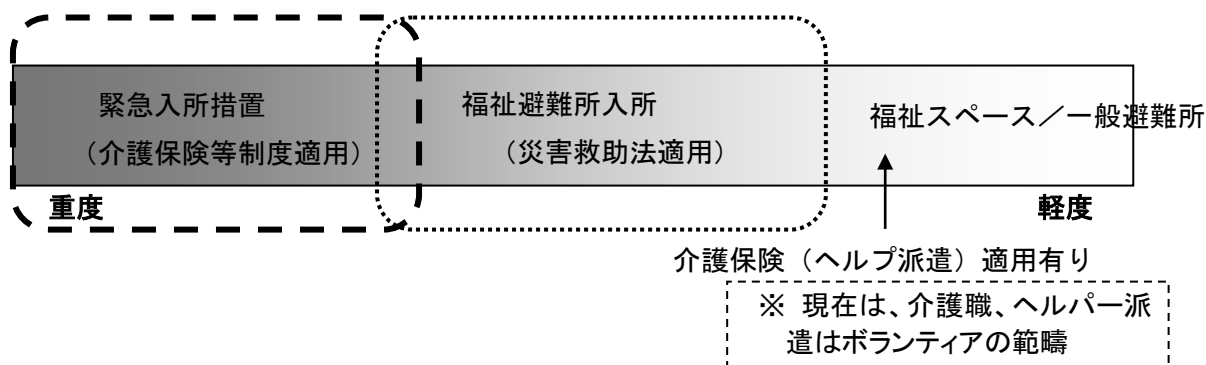 緊急入所措置
(介護保険等制度適用)
福祉避難所入所
(災害救助法適用)
福祉スペース/一般避難所
重度
軽度
介護保険(ヘルプ派遣)適用有り
※ 現在は、介護職、ヘルパー派
遣はボランティアの範疇